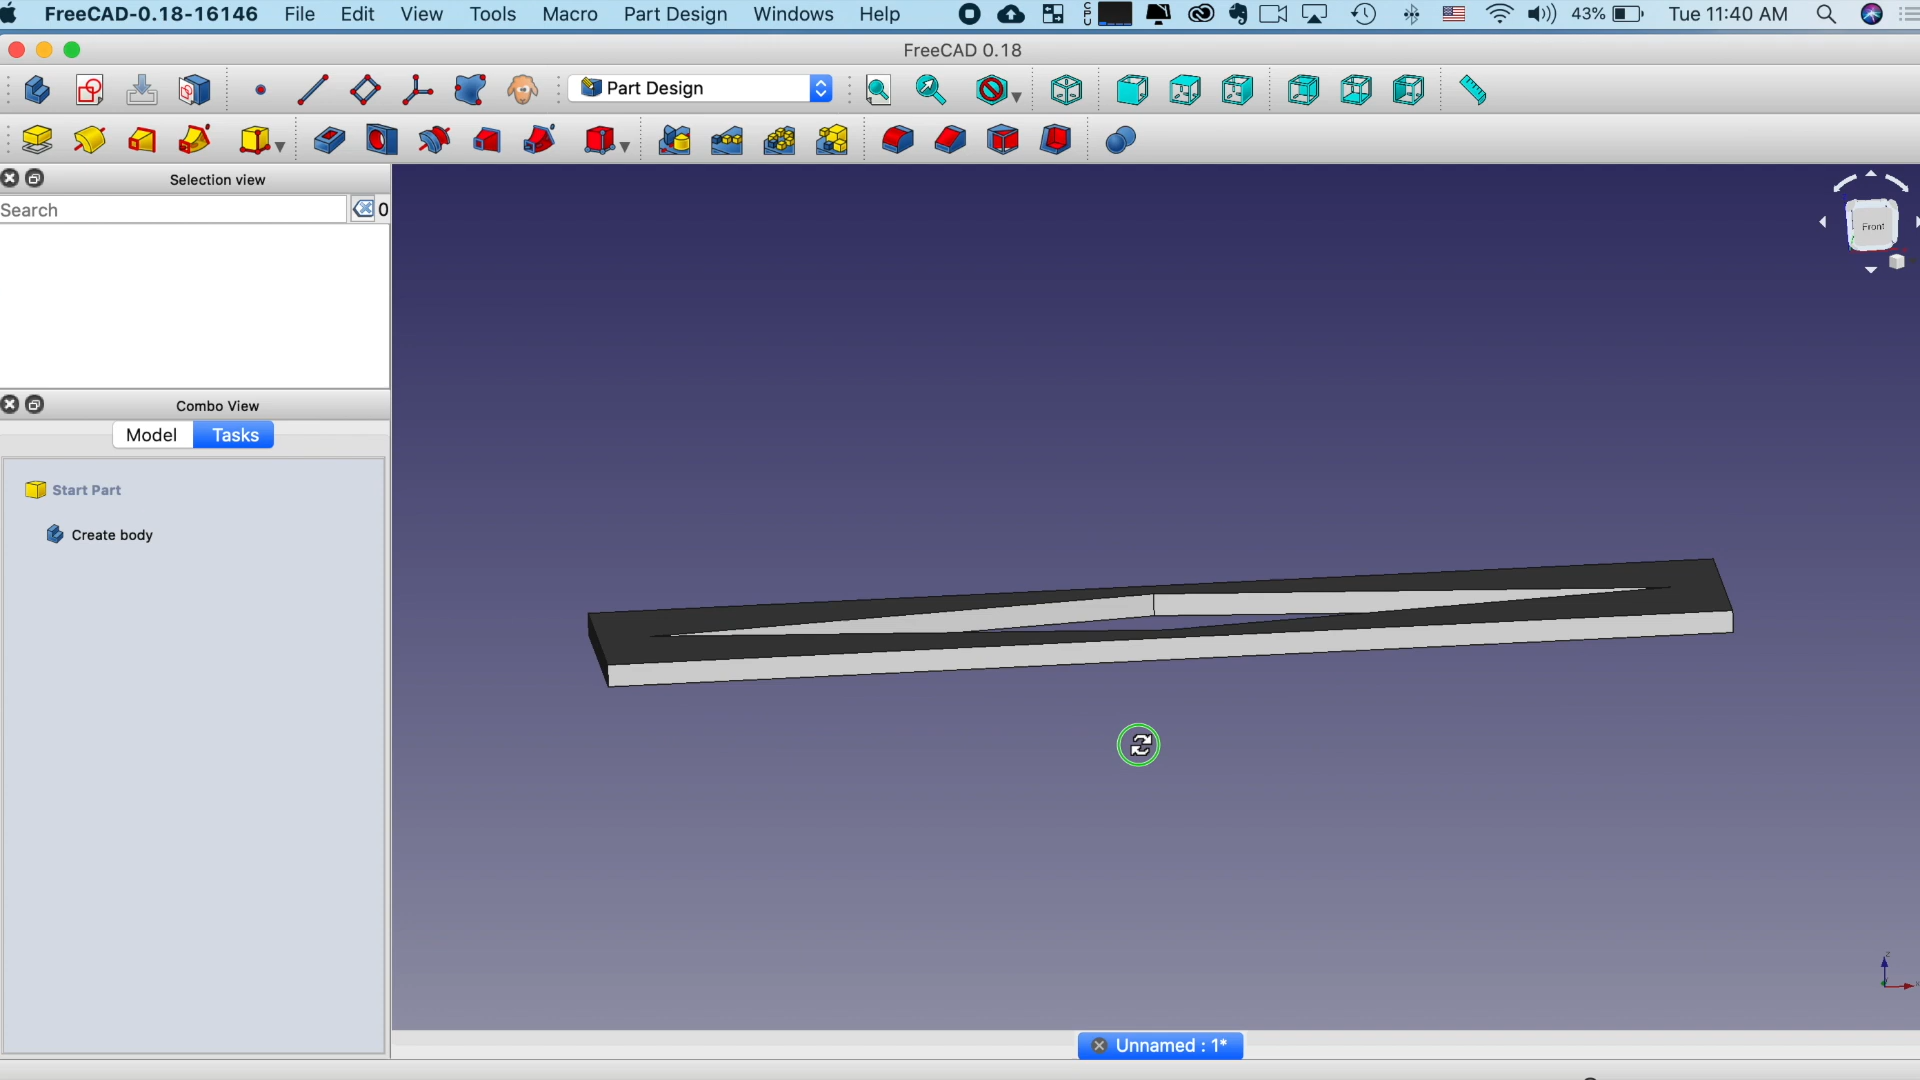 FreeCAD-0.18-16146 File Edit View Tools Macro Part Design Windows Help CPU 43% Tue 11:40 AM
FreeCAD 0.18
Part Design
Selection view
Search 0
Front
Combo View
Model Tasks
Start Part
Create body
Unnamed : 1*